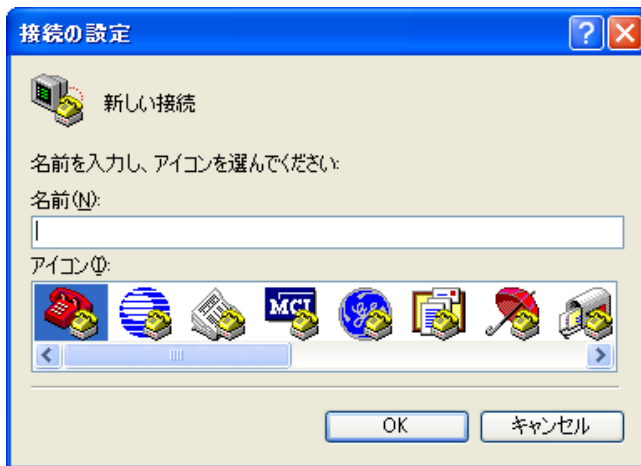 接続の設定
新しい接続
名前を入力し、アイコンを選んでください:
名前(N):
アイコン(I):
MCI
OK
キャンセル